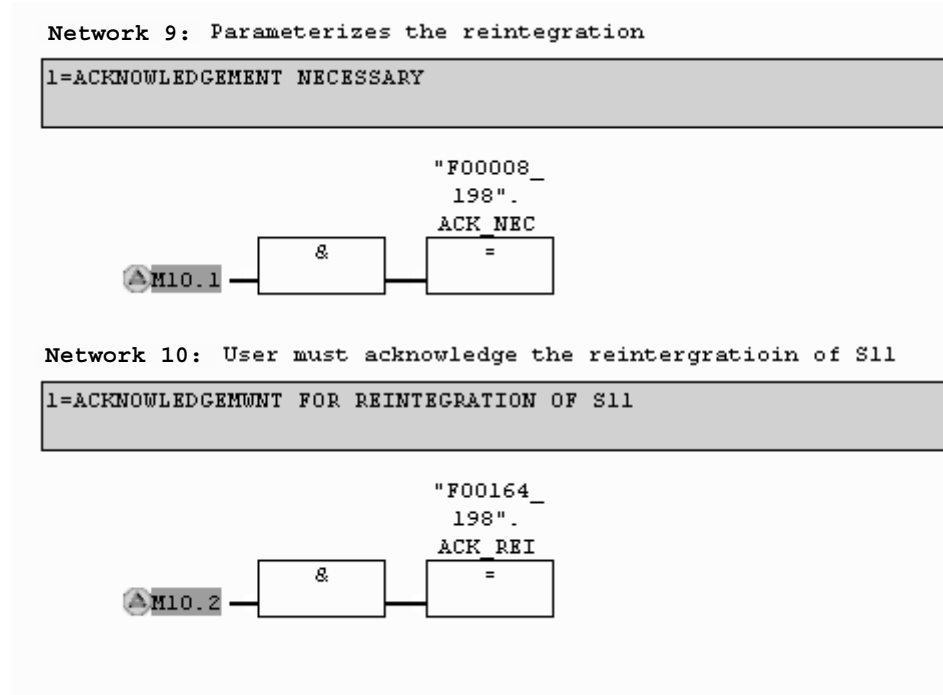 Network 9: Parameterizes the reintegration
1=ACKNOWLEDGEMENT NECESSARY
"F00008_
198".
ACK_NEC
&
=
M10.1
Network 10: User must acknowledge the reintergratioin of S11
1=ACKNOWLEDGEMWNT FOR REINTEGRATION OF S11
"F00164_
198".
ACK_REI
&
=
M10.2